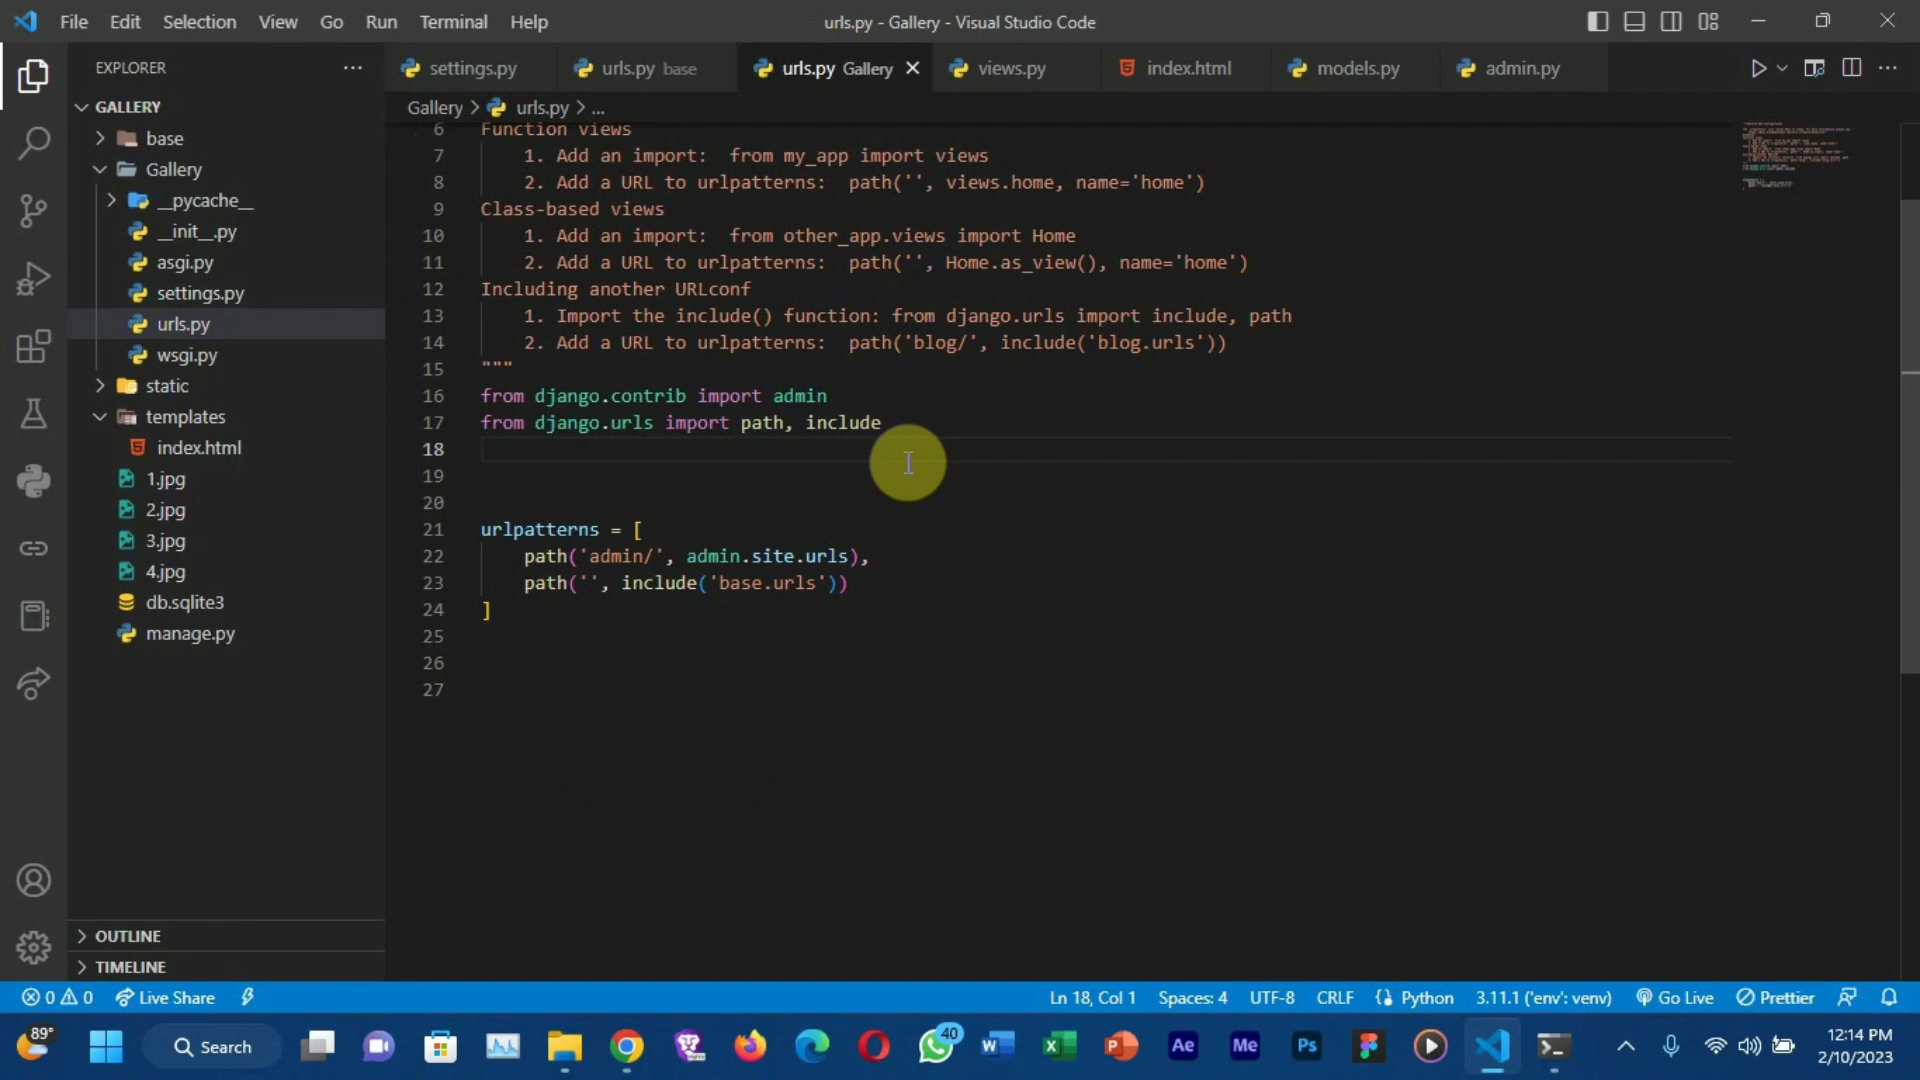 File Edit Selection View Go Run Terminal Help
urls.py - Gallery - Visual Studio Code
EXPLORER
GALLERY
base
Gallery
__pycache__
__init__.py
asgi.py
settings.py
urls.py
wsgi.py
static
templates
index.html
1.jpg
2.jpg
3.jpg
4.jpg
db.sqlite3
manage.py
OUTLINE
TIMELINE
settings.py urls.py base urls.py Gallery views.py index.html models.py admin.py
Gallery > urls.py > ...
6 Function views
7 1. Add an import: from my_app import views
8 2. Add a URL to urlpatterns: path('', views.home, name='home')
9 Class-based views
10 1. Add an import: from other_app.views import Home
11 2. Add a URL to urlpatterns: path('', Home.as_view(), name='home')
12 Including another URLconf
13 1. Import the include() function: from django.urls import include, path
14 2. Add a URL to urlpatterns: path('blog/', include('blog.urls'))
15 """
16 from django.contrib import admin
17 from django.urls import path, include
18
19
20
21 urlpatterns = [
22 path('admin/', admin.site.urls),
23 path('', include('base.urls'))
24 ]
25
26
27
0 0 Live Share Ln 18, Col 1 Spaces: 4 UTF-8 CRLF Python 3.11.1 ('env': venv) Go Live Prettier
89° Search 40 W X P Ae Me Ps 12:14 PM
2/10/2023